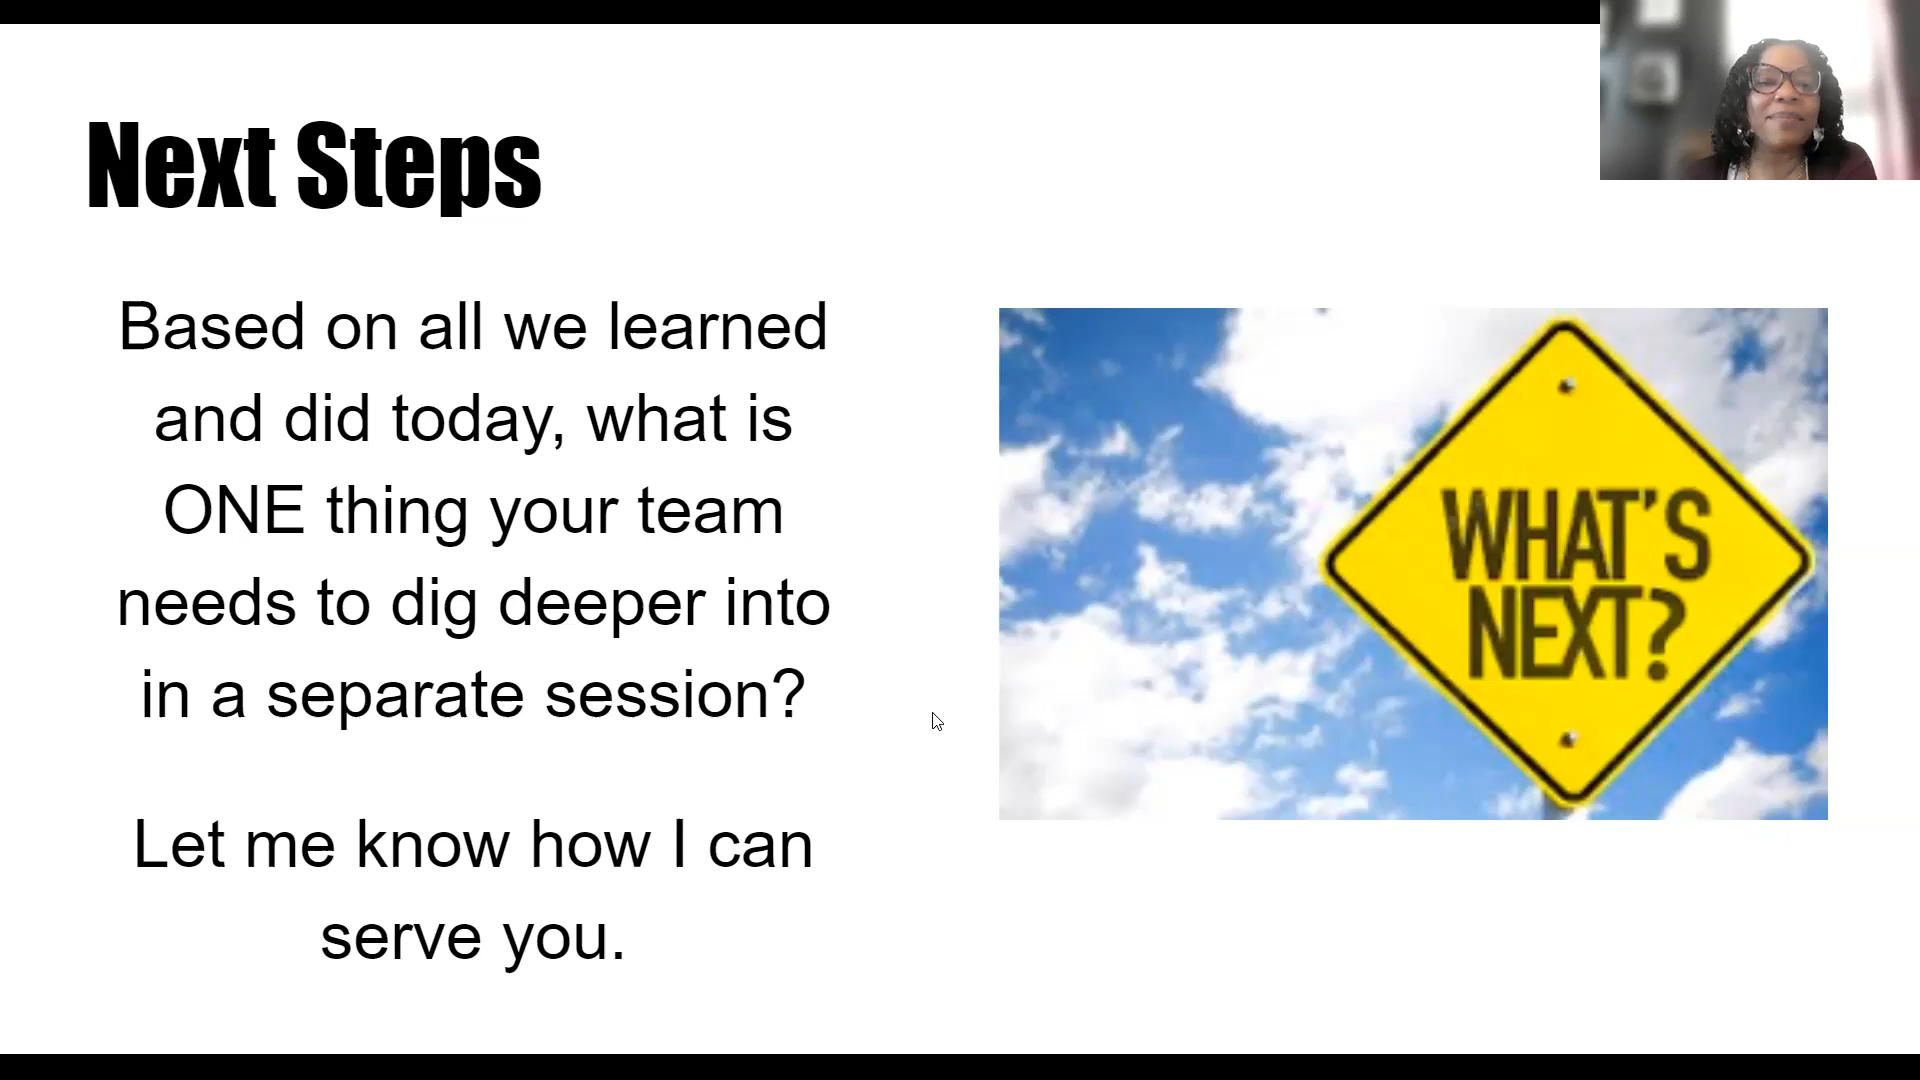 Next Steps
Based on all we learned
and did today, what is
ONE thing your team
needs to dig deeper into
in a separate session?
Let me know how I can
serve you.
WHAT'S
NEXT?